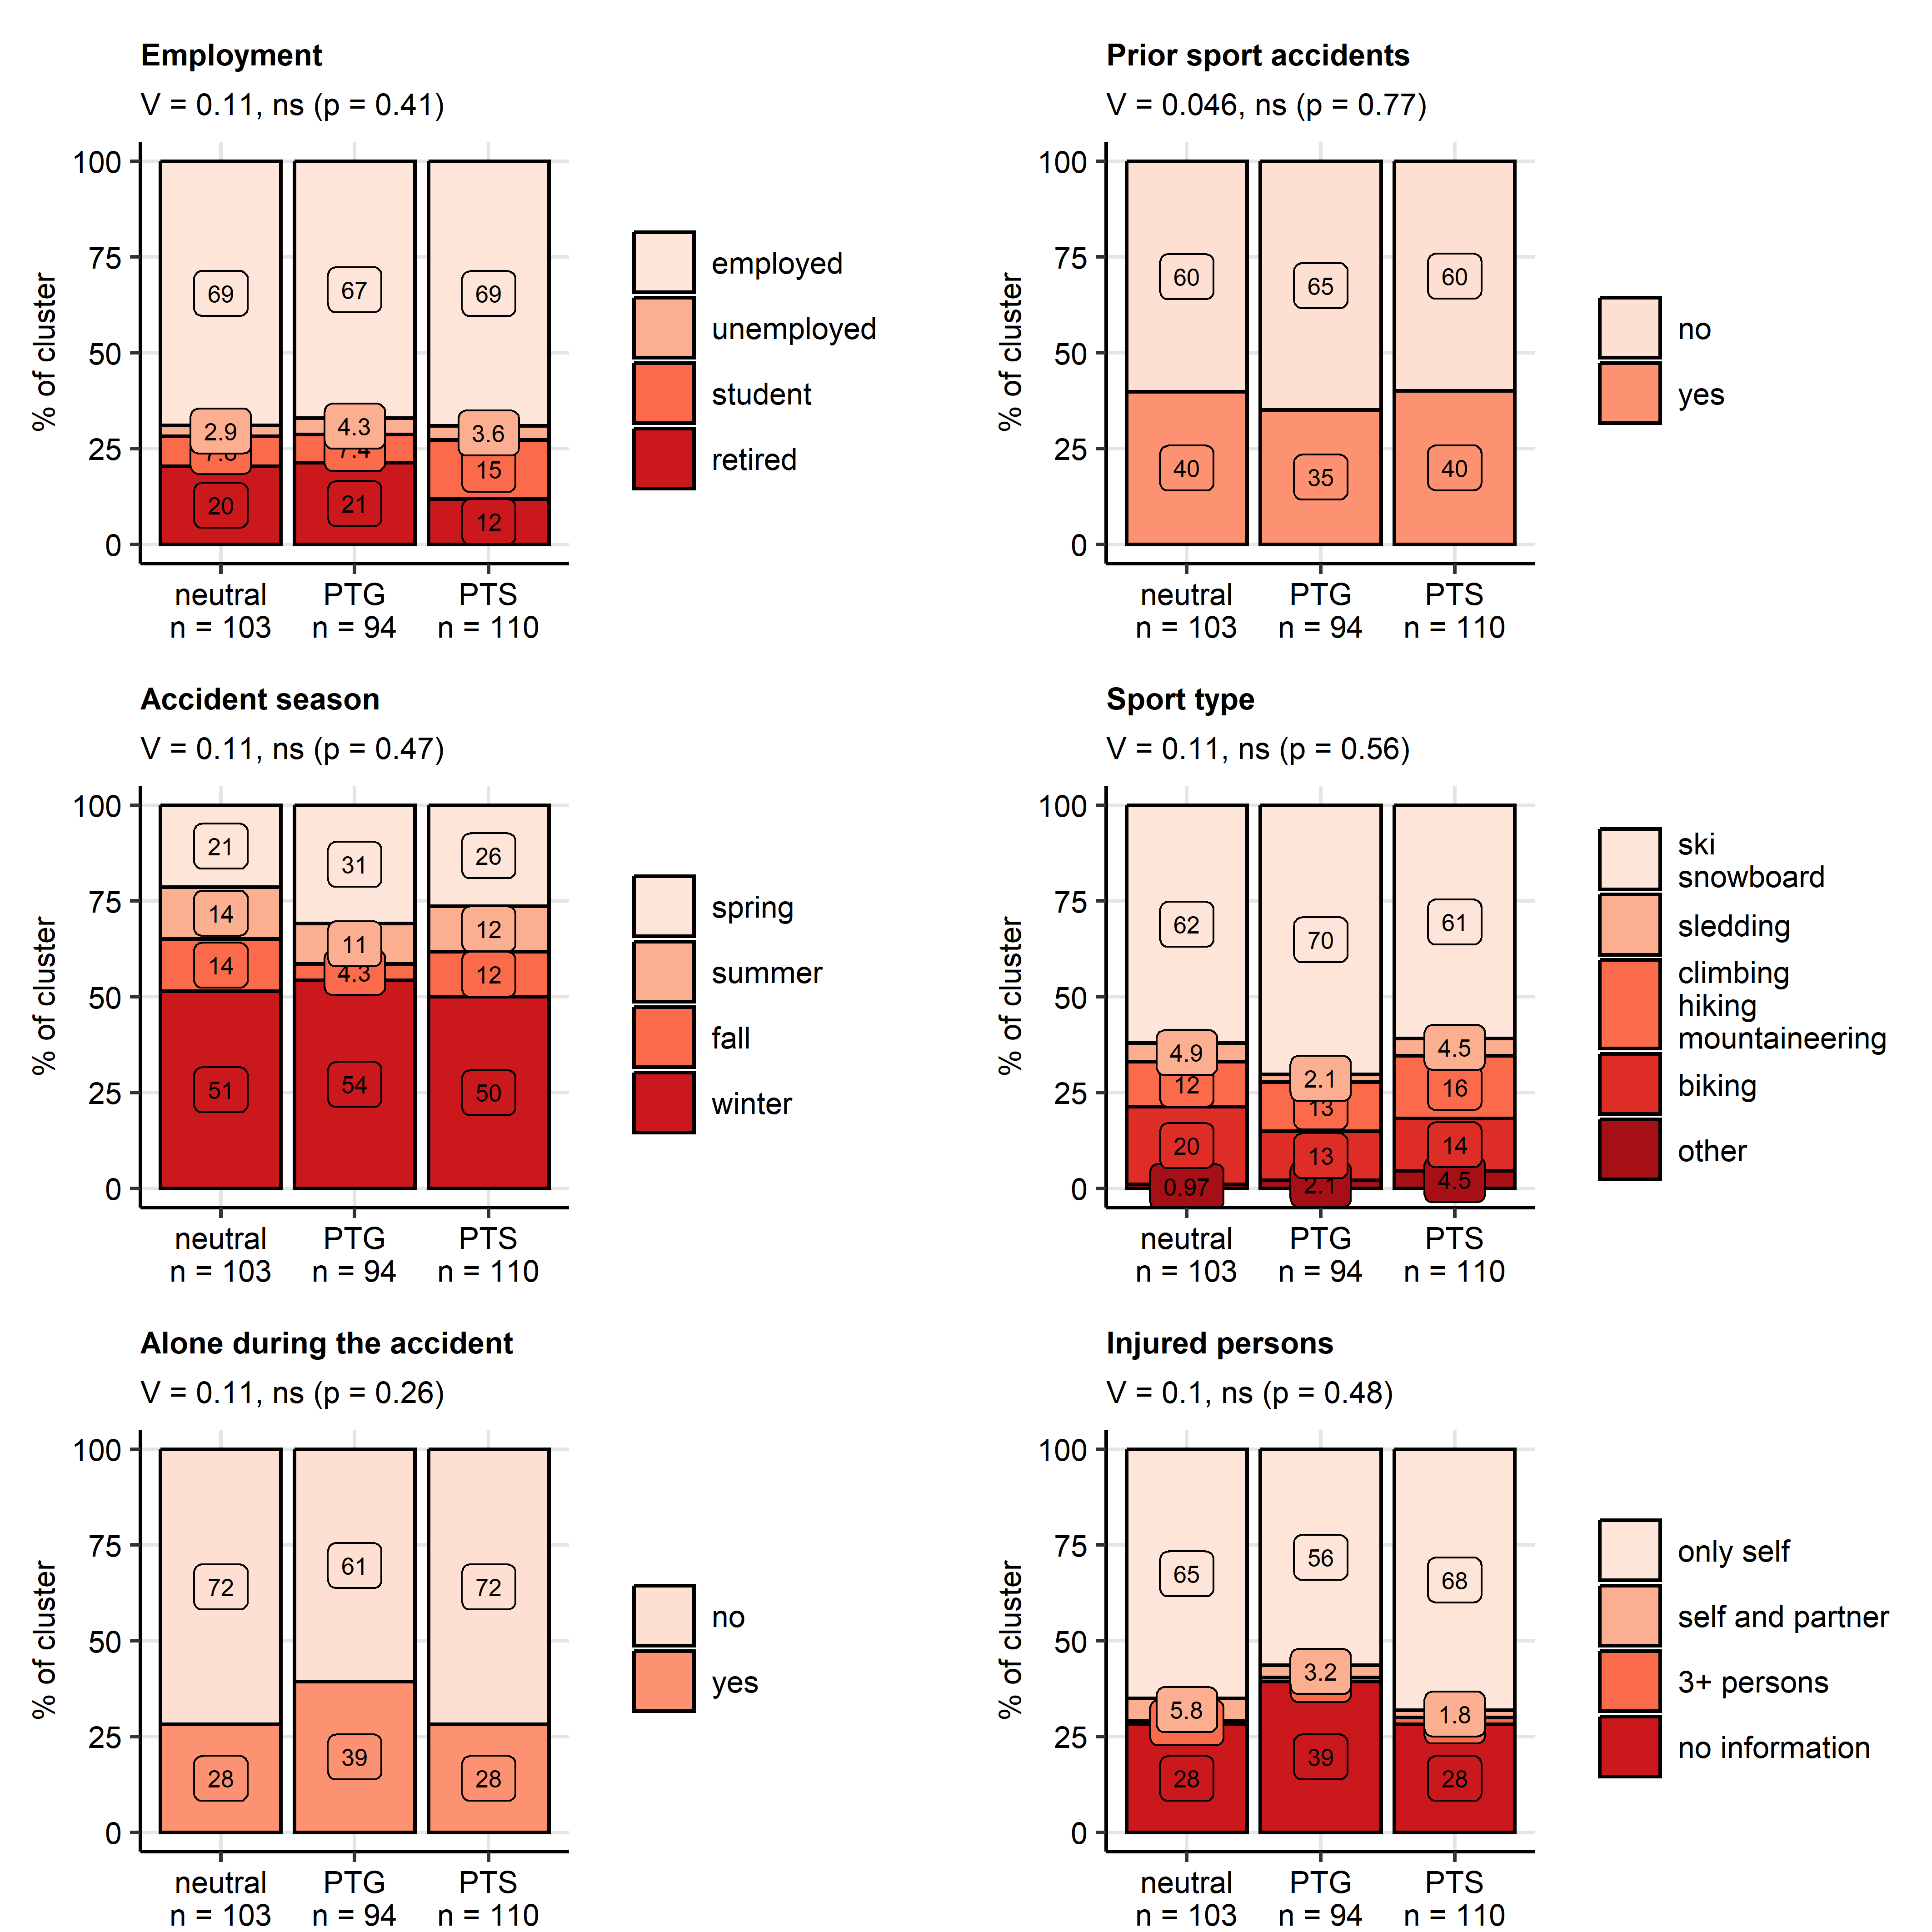 Employment
V = 0.11, ns (p = 0.41)
% of cluster
100
75
50
25
0
69
2.9
7.8
20
67
4.3
7.4
21
69
3.6
15
12
neutral
n = 103
PTG
n = 94
PTS
n = 110
employed
unemployed
student
retired
Prior sport accidents
V = 0.046, ns (p = 0.77)
% of cluster
100
75
50
25
0
60
40
65
35
60
40
neutral
n = 103
PTG
n = 94
PTS
n = 110
no
yes
Accident season
V = 0.11, ns (p = 0.47)
% of cluster
100
75
50
25
0
21
14
14
51
31
11
4.3
54
26
12
12
50
neutral
n = 103
PTG
n = 94
PTS
n = 110
spring
summer
fall
winter
Sport type
V = 0.11, ns (p = 0.56)
% of cluster
100
75
50
25
0
62
4.9
12
20
0.97
70
2.1
13
13
2.1
61
4.5
16
14
4.5
neutral
n = 103
PTG
n = 94
PTS
n = 110
ski
snowboard
sledding
climbing
hiking
mountaineering
biking
other
Alone during the accident
V = 0.11, ns (p = 0.26)
% of cluster
100
75
50
25
0
72
28
61
39
72
28
neutral
n = 103
PTG
n = 94
PTS
n = 110
no
yes
Injured persons
V = 0.1, ns (p = 0.48)
% of cluster
100
75
50
25
0
65
5.8
28
56
3.2
39
68
1.8
28
neutral
n = 103
PTG
n = 94
PTS
n = 110
only self
self and partner
3+ persons
no information